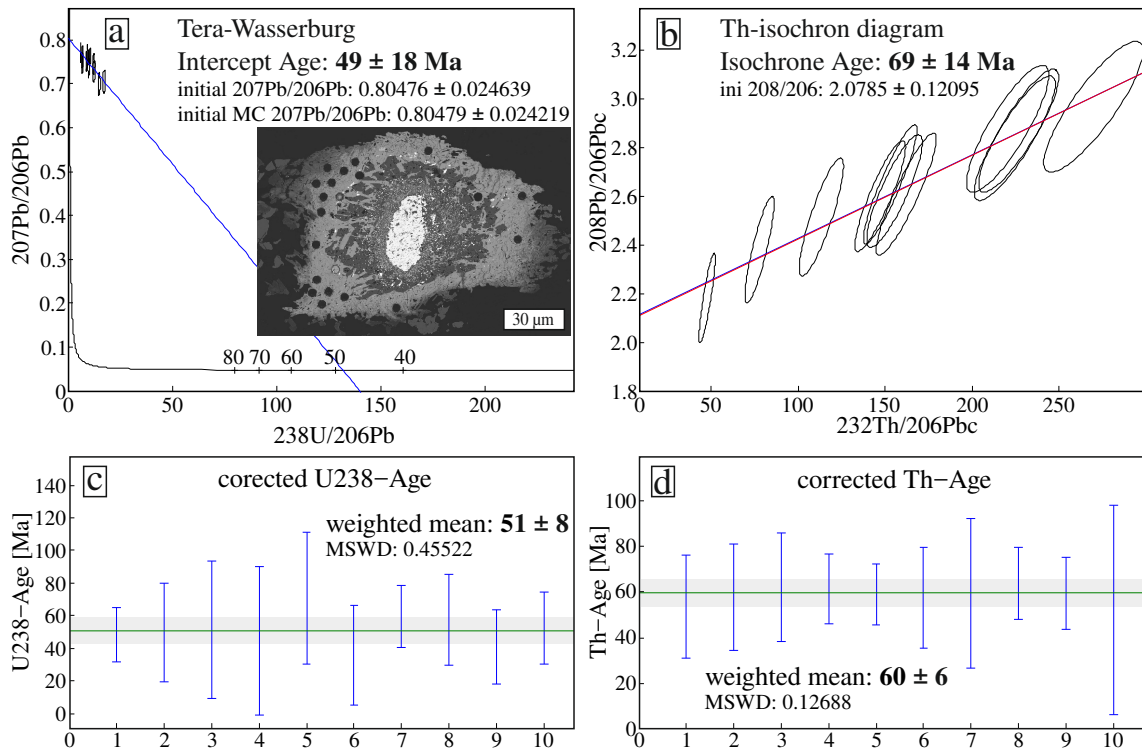 a
Tera-Wasserburg
Intercept Age: 49 ± 18 Ma
initial 207Pb/206Pb: 0.80476 ± 0.024639
initial MC 207Pb/206Pb: 0.80479 ± 0.024219
207Pb/206Pb
0.8
0.7
0.6
0.5
0.4
0.3
0.2
0.1
0
30 µm
80 70 60 50 40
0 50 100 150 200
238U/206Pb
b
Th-isochron diagram
Isochrone Age: 69 ± 14 Ma
ini 208/206: 2.0785 ± 0.12095
208Pb/206Pbc
3.2
3.0
2.8
2.6
2.4
2.2
2.0
1.8
50 100 150 200 250
232Th/206Pbc
c
corected U238−Age
weighted mean: 51 ± 8
MSWD: 0.45522
U238−Age [Ma]
140
120
100
80
60
40
20
0
0 1 2 3 4 5 6 7 8 9 10
d
corrected Th−Age
weighted mean: 60 ± 6
MSWD: 0.12688
Th−Age [Ma]
100
80
60
40
20
0
0 1 2 3 4 5 6 7 8 9 10